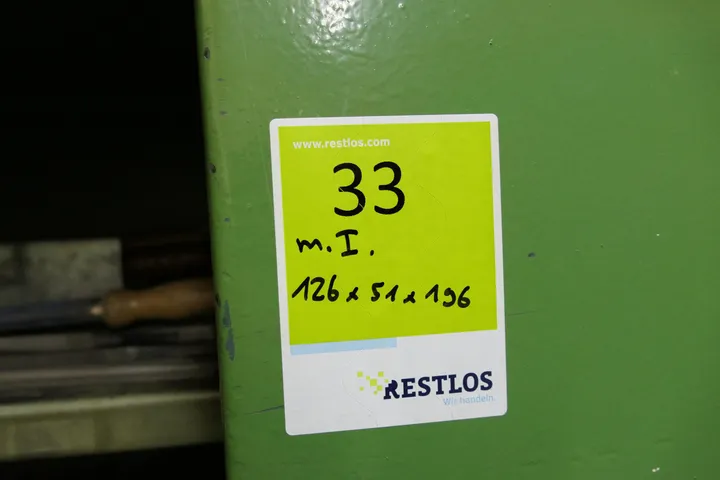 www.restlos.com
33
m. I.
126 x 51 x 196
RESTLOS
Wir handeln.